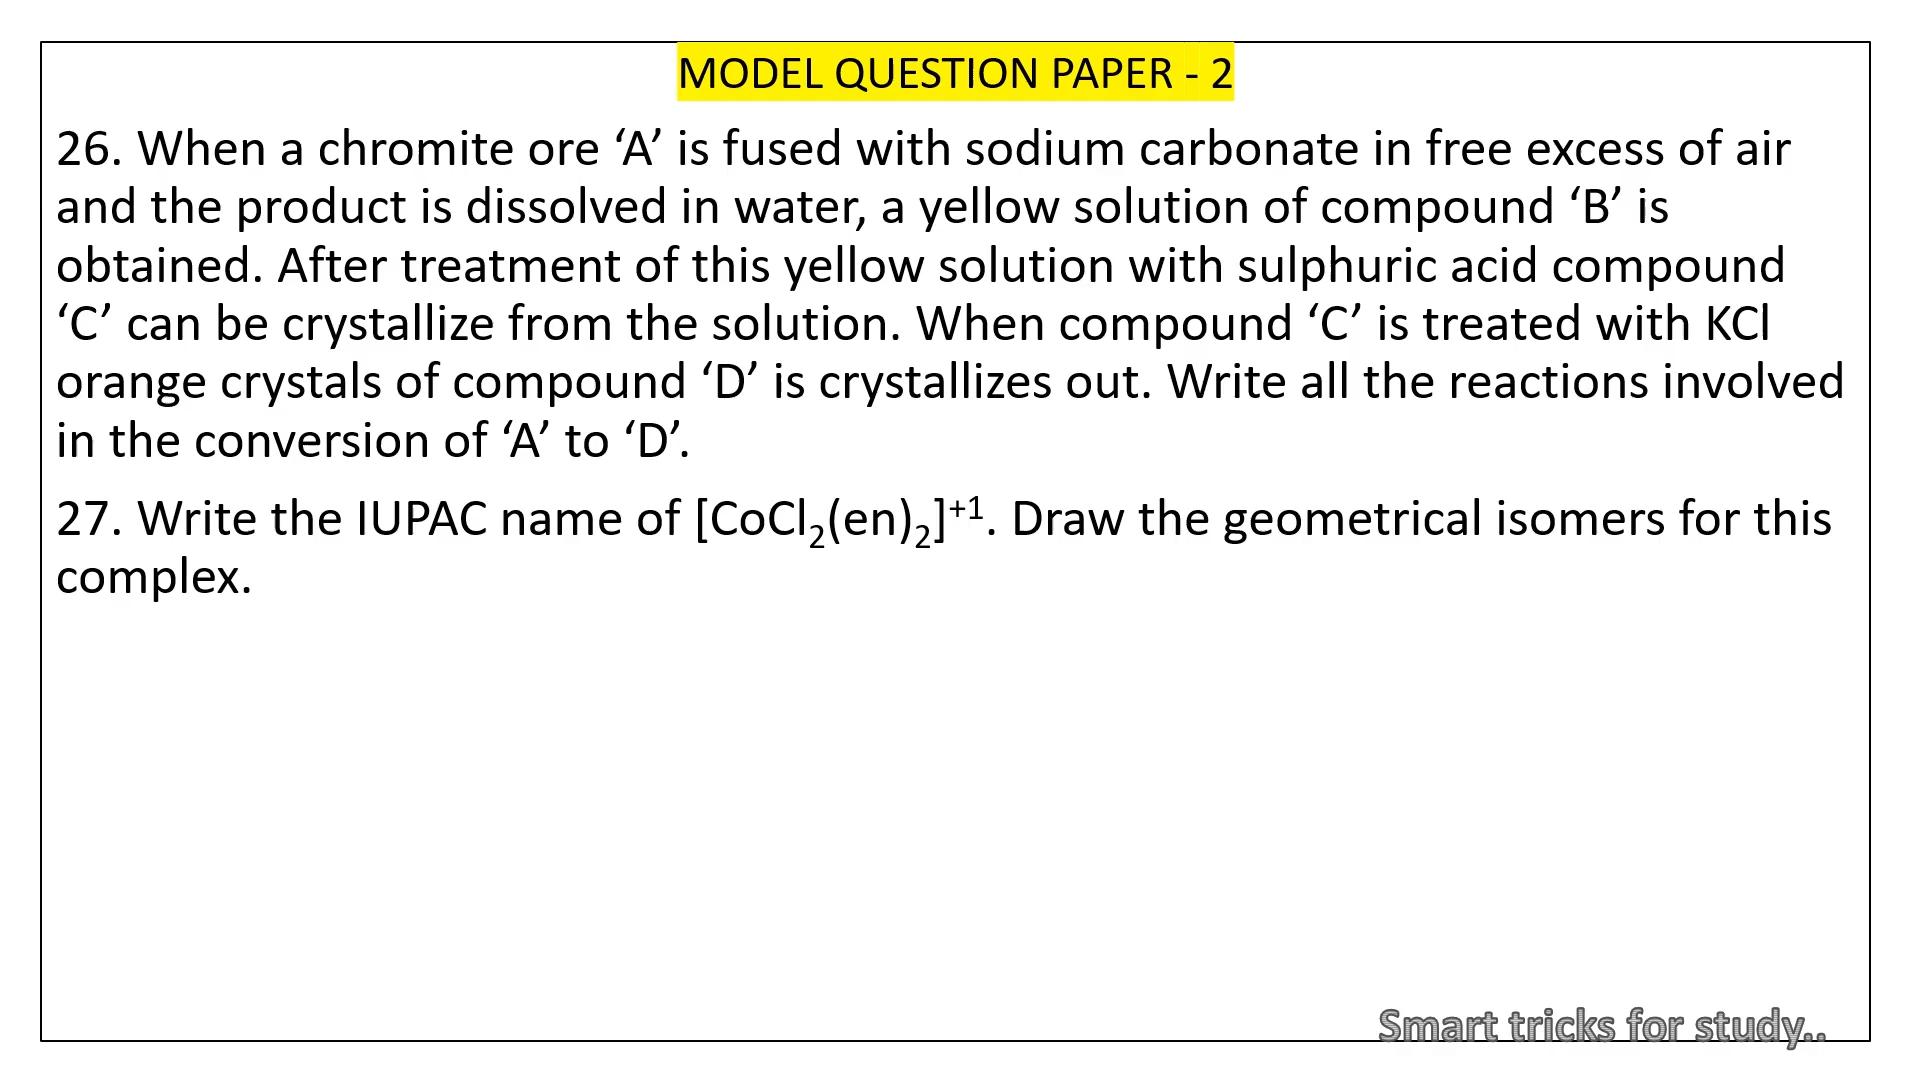 MODEL QUESTION PAPER - 2
26. When a chromite ore ‘A’ is fused with sodium carbonate in free excess of air
and the product is dissolved in water, a yellow solution of compound ‘B’ is
obtained. After treatment of this yellow solution with sulphuric acid compound
‘C’ can be crystallize from the solution. When compound ‘C’ is treated with KCl
orange crystals of compound ‘D’ is crystallizes out. Write all the reactions involved
in the conversion of ‘A’ to ‘D’.
27. Write the IUPAC name of [CoCl₂(en)₂]⁺¹. Draw the geometrical isomers for this
complex.
Smart tricks for study..